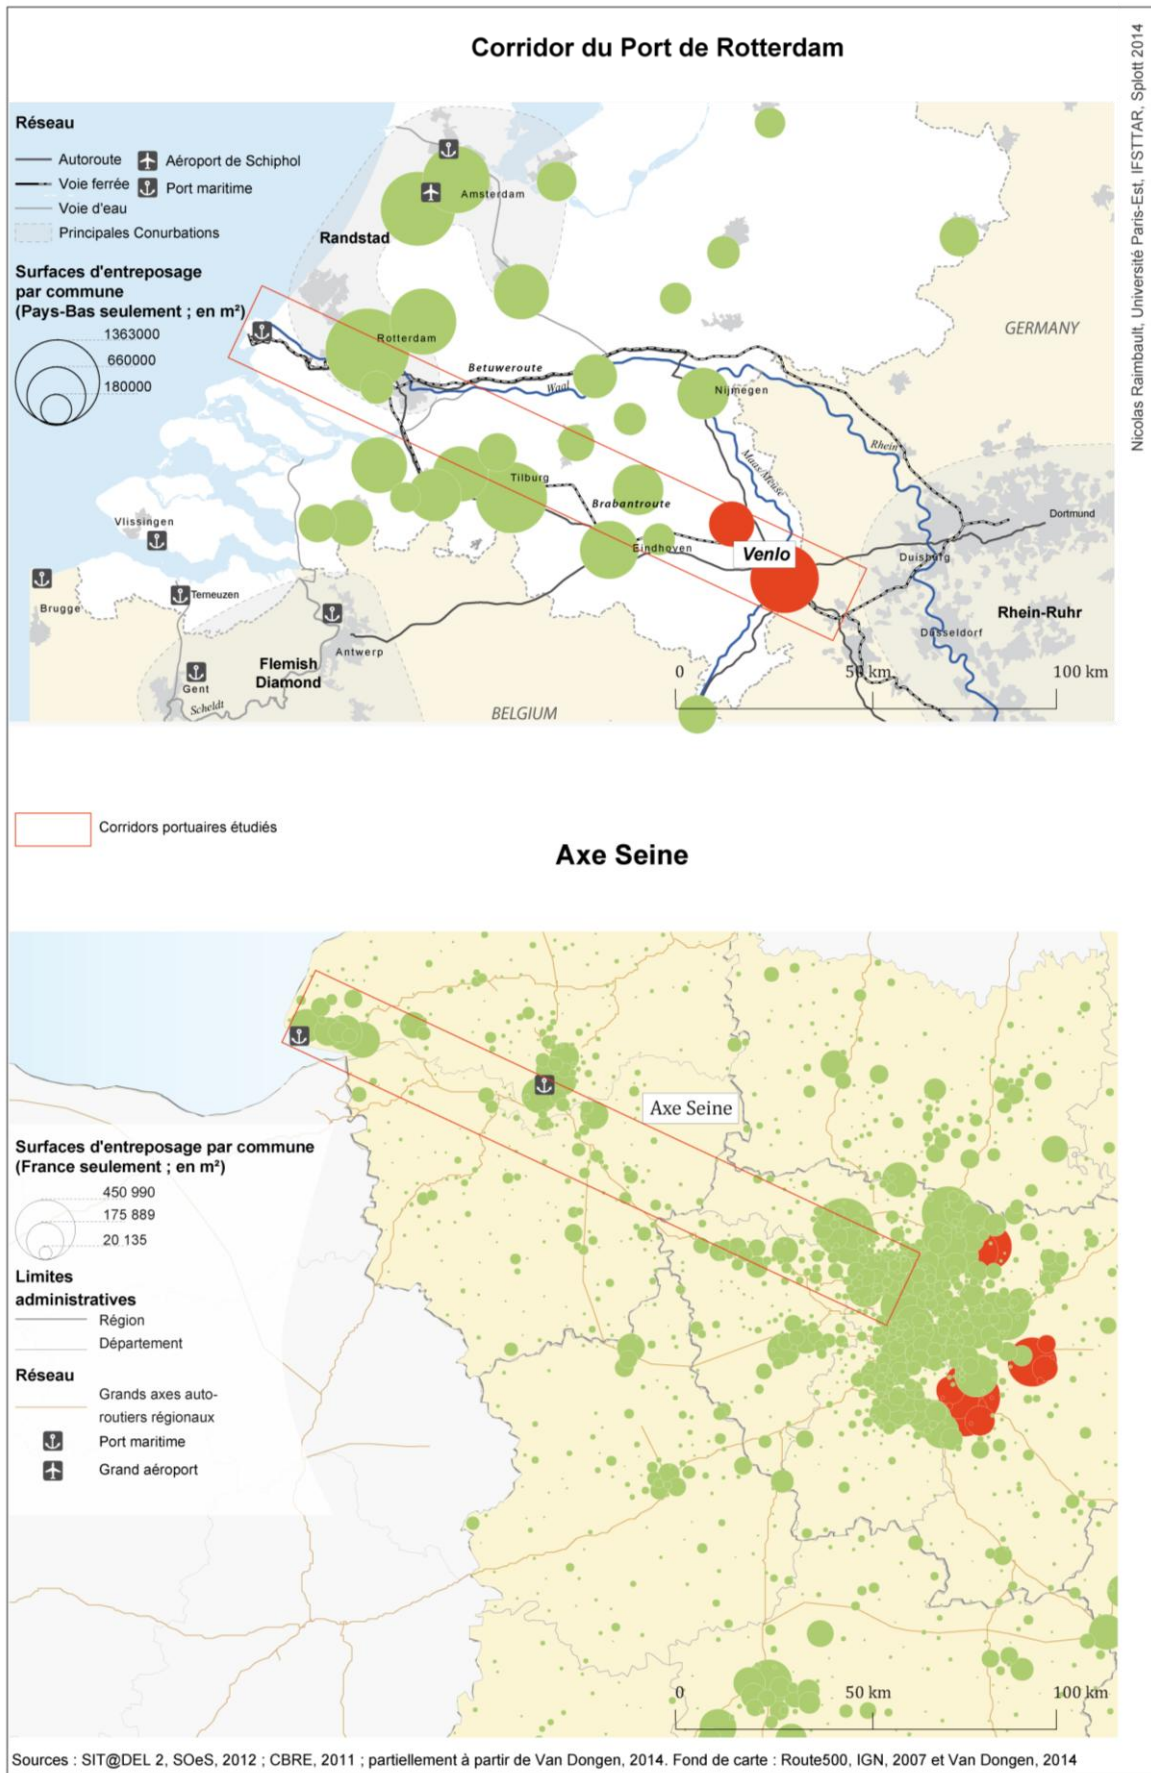 Corridor du Port de Rotterdam
Nicolas Raimbault, Université Paris-Est, IFSTTAR, Splott 2014
Réseau
Autoroute
Aéroport de Schiphol
Voie ferrée
Port maritime
Voie d'eau
Principales Conurbations
Surfaces d'entreposage
par commune
(Pays-Bas seulement ; en m²)
1363000
660000
180000
Amsterdam
Randstad
Rotterdam
GERMANY
Betuweroute
Waal
Nijmegen
Maas/Meuse
Rhein
Tilburg
Brabantroute
Eindhoven
Venlo
Dortmund
Duisburg
Rhein-Ruhr
Düsseldorf
Vlissingen
Brugge
Terneuzen
Antwerp
Flemish
Diamond
Gent
Scheldt
BELGIUM
0
50 km
100 km
Corridors portuaires étudiés
Axe Seine
Axe Seine
Surfaces d'entreposage par commune
(France seulement ; en m²)
450 990
175 889
20 135
Limites
administratives
Région
Département
Réseau
Grands axes auto-
routiers régionaux
Port maritime
Grand aéroport
0
50 km
100 km
Sources : SIT@DEL 2, SOeS, 2012 ; CBRE, 2011 ; partiellement à partir de Van Dongen, 2014. Fond de carte : Route500, IGN, 2007 et Van Dongen, 2014